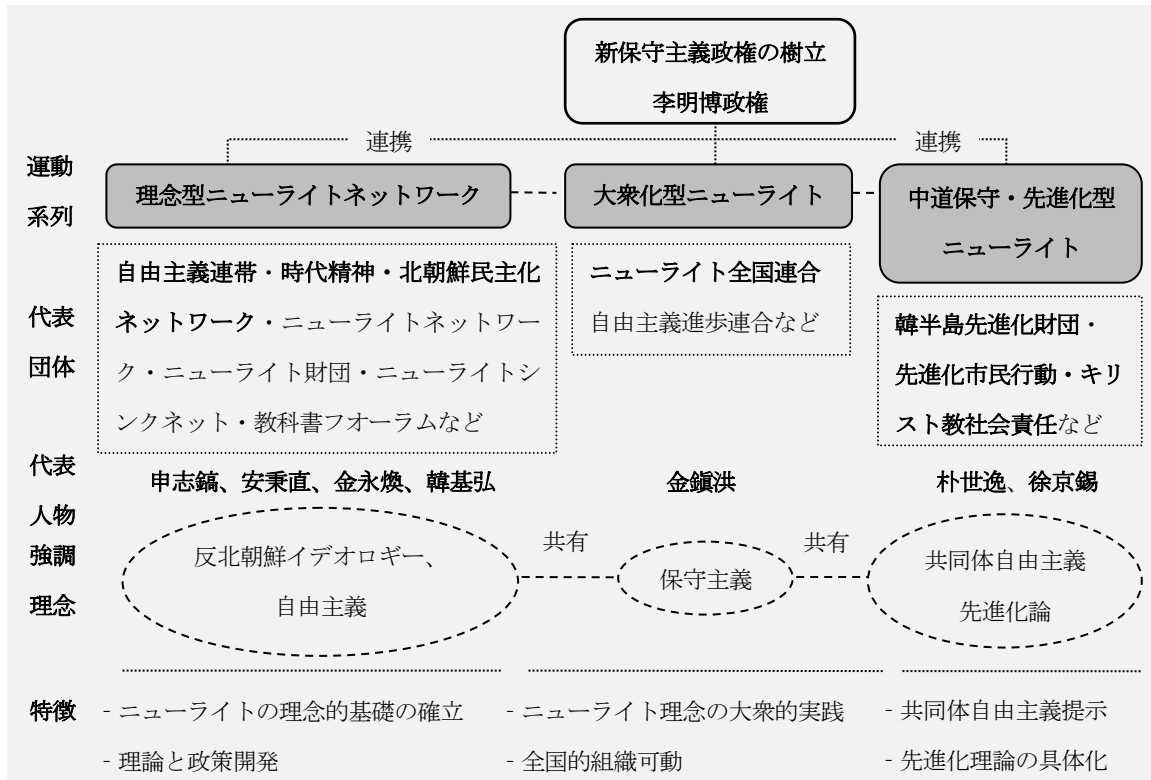 新保守主義政権の樹立
李明博政権
連携
連携
運動
系列
理念型ニューライトネットワーク
大衆化型ニューライト
中道保守・先進化型
ニューライト
代表
団体
自由主義連帯・時代精神・北朝鮮民主化
ネットワーク・ニューライトネットワー
ク・ニューライト財団・ニューライトシ
ンクネット・教科書フオーラムなど
ニューライト全国連合
自由主義進歩連合など
韓半島先進化財団・
先進化市民行動・キリ
スト教社会責任など
代表
人物
申志鎬、安秉直、金永煥、韓基弘
金鎭洪
朴世逸、徐京錫
強調
理念
反北朝鮮イデオロギー、
自由主義
共有
保守主義
共有
共同体自由主義
先進化論
特徴
- ニューライトの理念的基礎の確立
- 理論と政策開発
- ニューライト理念の大衆的実践
- 全国的組織可動
- 共同体自由主義提示
- 先進化理論の具体化